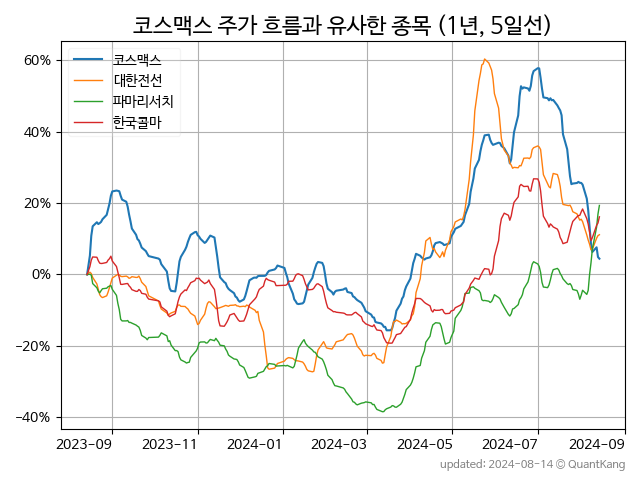 코스맥스 주가 흐름과 유사한 종목 (1년, 5일선)
60%
40%
20%
0%
−20%
−40%
코스맥스
대한전선
파마리서치
한국콜마
2023-09 2023-11 2024-01 2024-03 2024-05 2024-07 2024-09
updated: 2024-08-14 © QuantKang